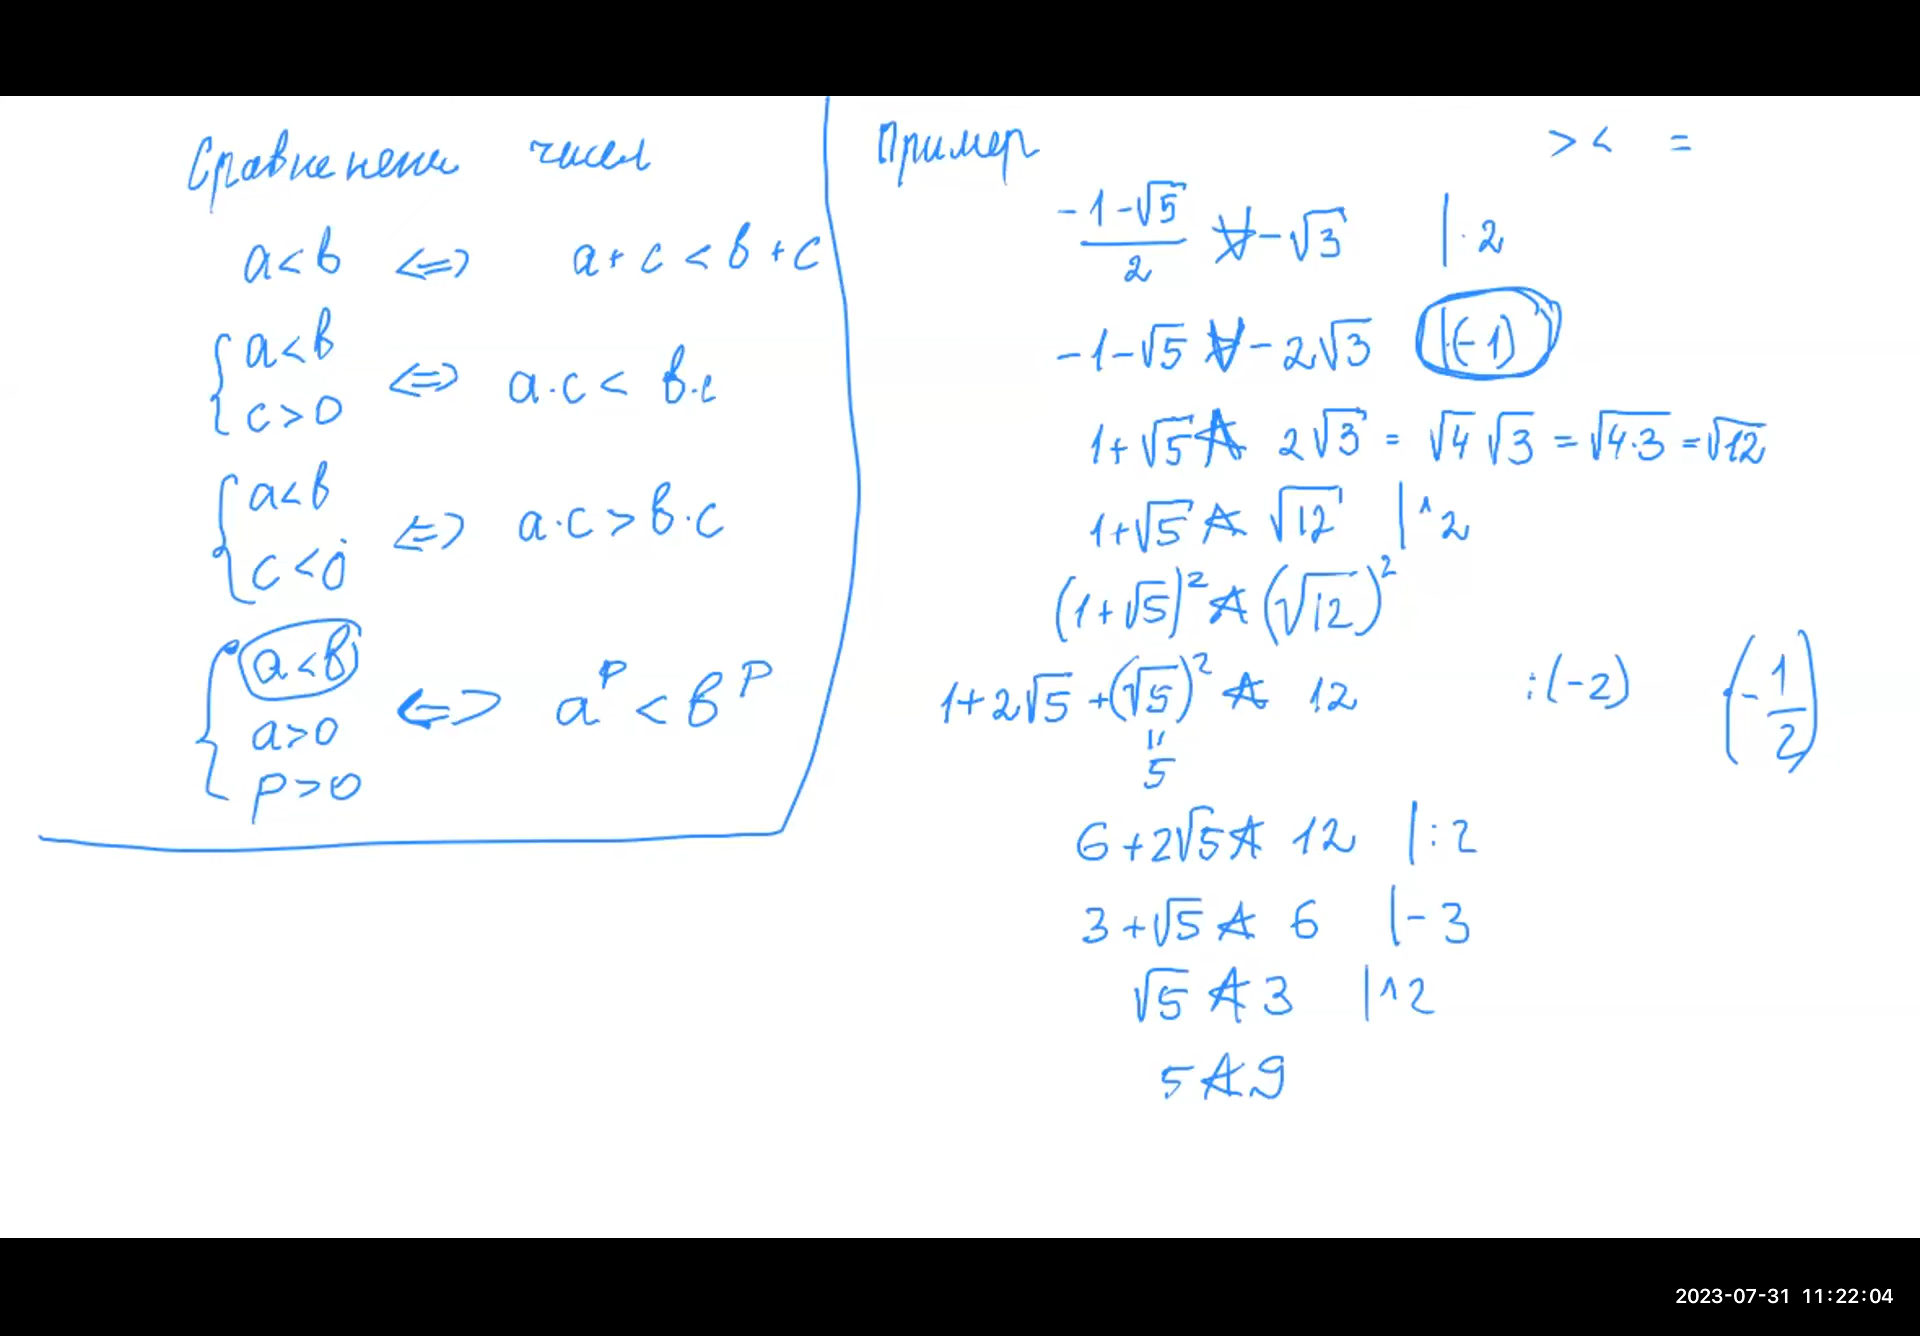 Сравнение чисел
a<b ⇔ a+c<b+c
{a<b
c>0 ⇔ a·c< b·c
{a<b
c<0 ⇔ a·c>b·c
{a<b
a>0 ⇔ a^p<b^p
p>0
Пример
> < =
(-1-√5)/2 ∀ -√3 |·2
-1-√5 ∀ -2√3 |(-1)
1+√5 A 2√3 = √4 √3 = √4·3 = √12
1+√5 A √12 |^2
(1+√5)² A (√12)²
1+2√5+(√5)² A 12 :(-2) (-1/2)
"
5
6+2√5 A 12 |:2
3+√5 A 6 |-3
√5 A 3 |^2
5 A 9
2023-07-31 11:22:04